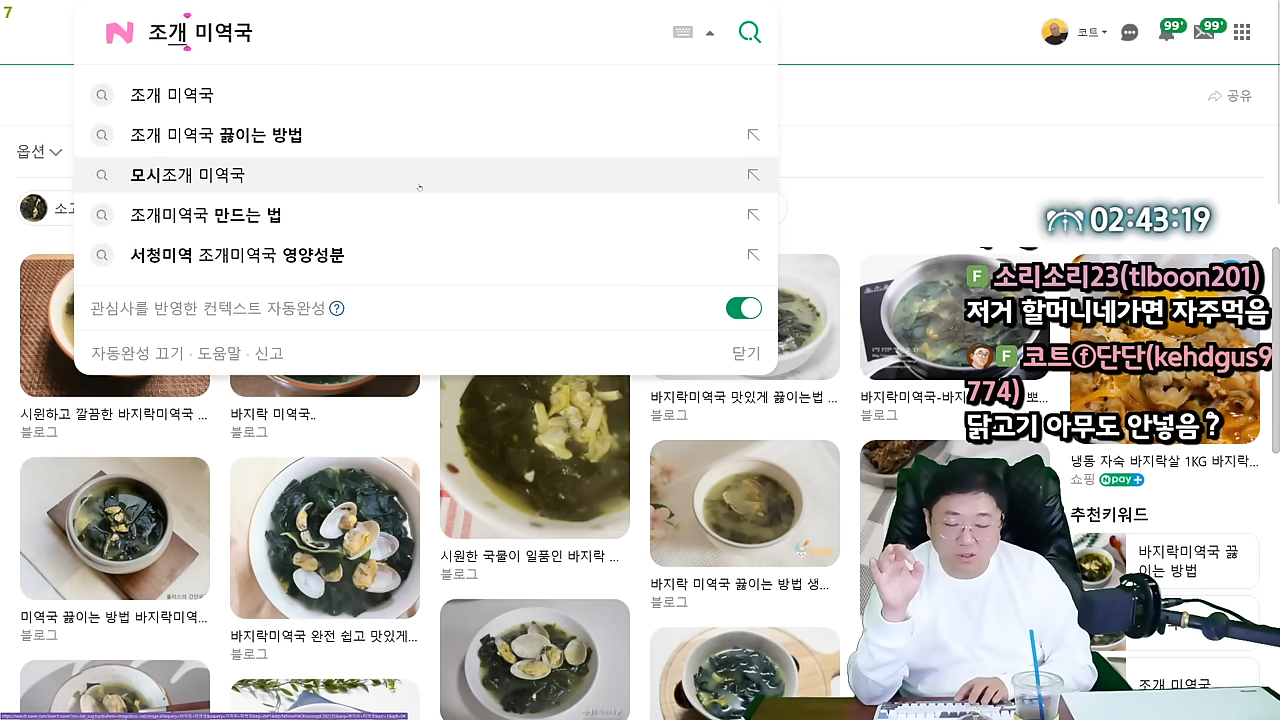 7
조개 미역국
코트
99+
99+
조개 미역국
조개 미역국 끓이는 방법
모시조개 미역국
조개미역국 만드는 법
서청미역 조개미역국 영양성분
관심사를 반영한 컨텍스트 자동완성
자동완성 끄기 · 도움말 · 신고
닫기
공유
옵션
02:43:19
F 소리소리23(tlboon201)
저거 할머니네가면 자주먹음
F 코트ⓕ단단(kehdgus9
774)
닭고기 아무도 안넣음?
시원하고 깔끔한 바지락미역국 ...
블로그
바지락 미역국..
블로그
바지락미역국 맛있게 끓이는법 ...
블로그
블로그
냉동 자숙 바지락살 1KG 바지락...
쇼핑 N pay +
추천키워드
바지락미역국 끓
이는 방법
시원한 국물이 일품인 바지락 ...
블로그
바지락 미역국 끓이는 방법 생...
블로그
미역국 끓이는 방법 바지락미역...
블로그
바지락미역국 완전 쉽고 맛있게...
블로그
조개 미역국